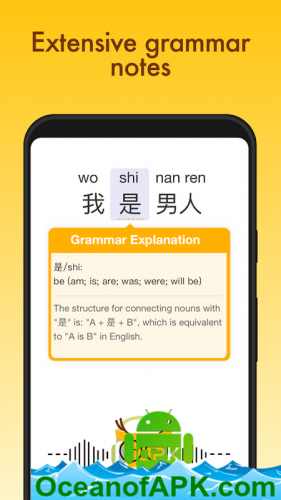 Extensive grammar
notes
wo shi nan ren
我 是 男人
Grammar Explanation
是/shi:
be (am; is; are; was; were; will be)
The structure for connecting nouns with
"是" is: "A + 是 + B", which is equivalent
to "A is B" in English.
APK
OceanofAPK.com